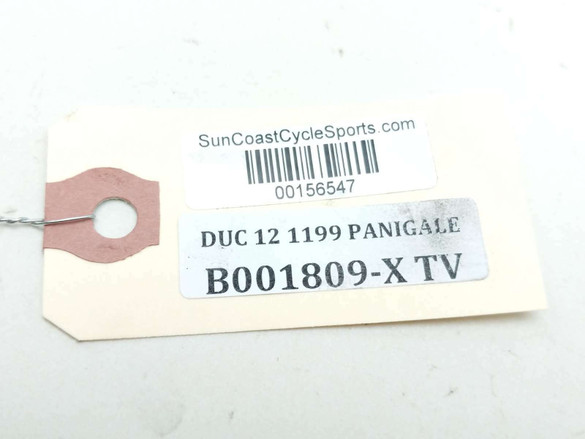 SunCoastCycleSports.com
00156547
DUC 12 1199 PANIGALE
B001809-X TV